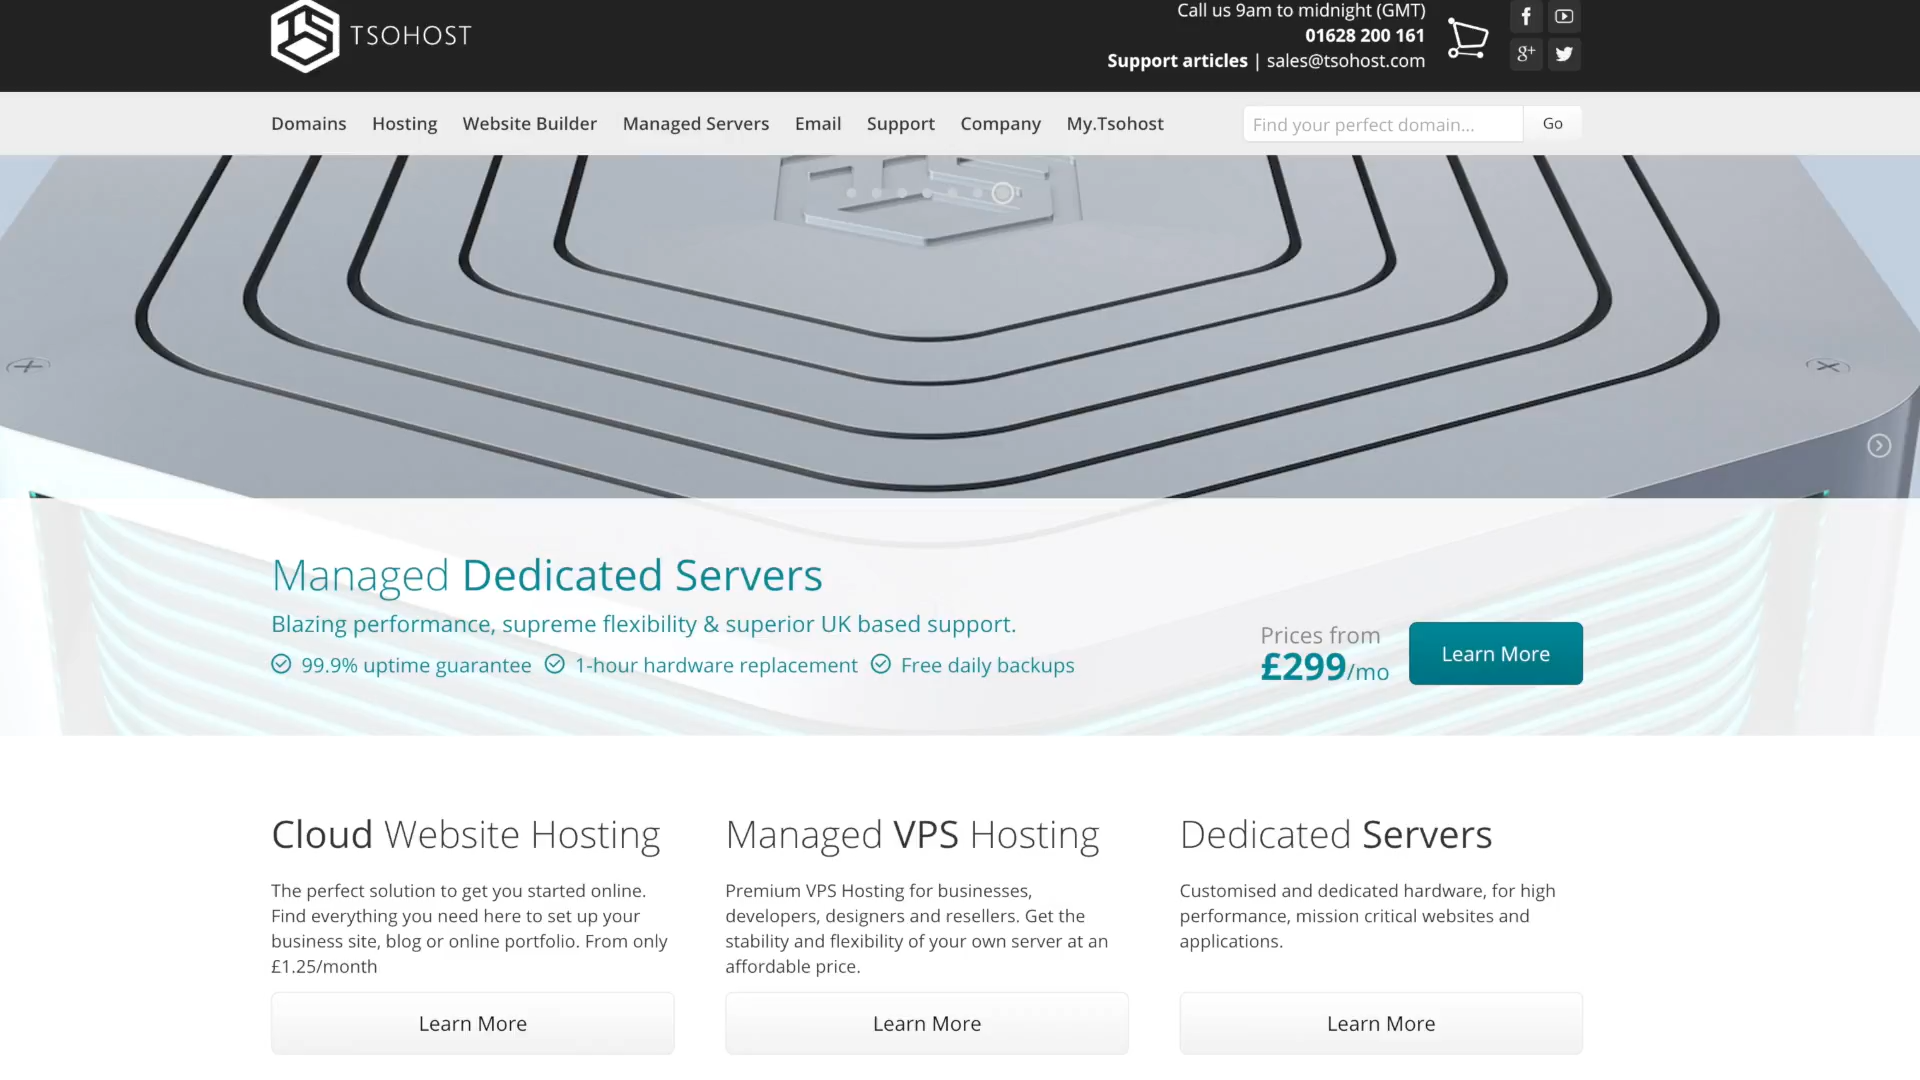 TSOHOST
Call us 9am to midnight (GMT)
01628 200 161
Support articles | sales@tsohost.com
Domains Hosting Website Builder Managed Servers Email Support Company My.Tsohost
Find your perfect domain... Go
Managed Dedicated Servers
Blazing performance, supreme flexibility & superior UK based support.
99.9% uptime guarantee 1-hour hardware replacement Free daily backups
Prices from
£299/mo
Learn More
Cloud Website Hosting
The perfect solution to get you started online.
Find everything you need here to set up your
business site, blog or online portfolio. From only
£1.25/month
Learn More
Managed VPS Hosting
Premium VPS Hosting for businesses,
developers, designers and resellers. Get the
stability and flexibility of your own server at an
affordable price.
Learn More
Dedicated Servers
Customised and dedicated hardware, for high
performance, mission critical websites and
applications.
Learn More